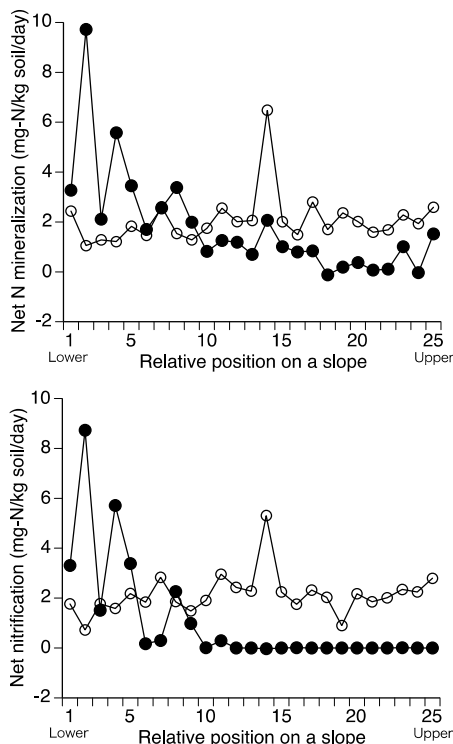 Net N mineralization (mg-N/kg soil/day)
10
8
6
4
2
0
-2
1 5 10 15 20 25
Lower Relative position on a slope Upper
Net nitrification (mg-N/kg soil/day)
10
8
6
4
2
0
-2
1 5 10 15 20 25
Lower Relative position on a slope Upper